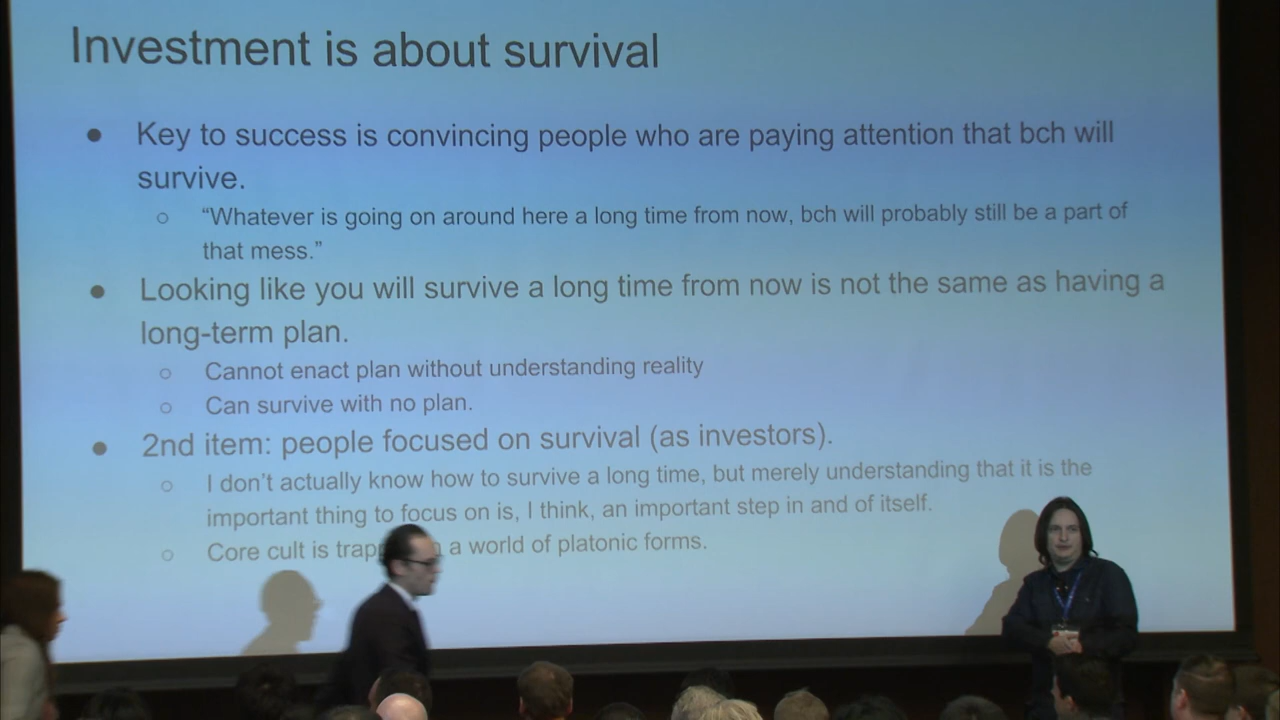 Investment is about survival
● Key to success is convincing people who are paying attention that bch will
survive.
○ “Whatever is going on around here a long time from now, bch will probably still be a part of
that mess.”
● Looking like you will survive a long time from now is not the same as having a
long-term plan.
○ Cannot enact plan without understanding reality
○ Can survive with no plan.
● 2nd item: people focused on survival (as investors).
○ I don’t actually know how to survive a long time, but merely understanding that it is the
important thing to focus on is, I think, an important step in and of itself.
○ Core cult is a world of platonic forms.